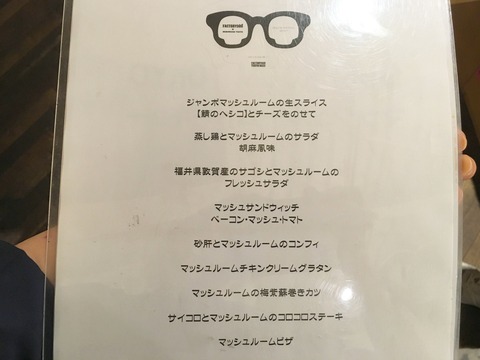 FACTORY900
ジャンボマッシュルームの生スライス
【鯖のヘシコ】とチーズをのせて
蒸し鶏とマッシュルームのサラダ
胡麻風味
福井県敦賀産のサゴシとマッシュルームの
フレッシュサラダ
マッシュサンドウィッチ
ベーコン・マッシュ・トマト
砂肝とマッシュルームのコンフィ
マッシュルームチキンクリームグラタン
マッシュルームの梅紫蘇巻きカツ
サイコロとマッシュルームのコロコロステーキ
マッシュルームピザ